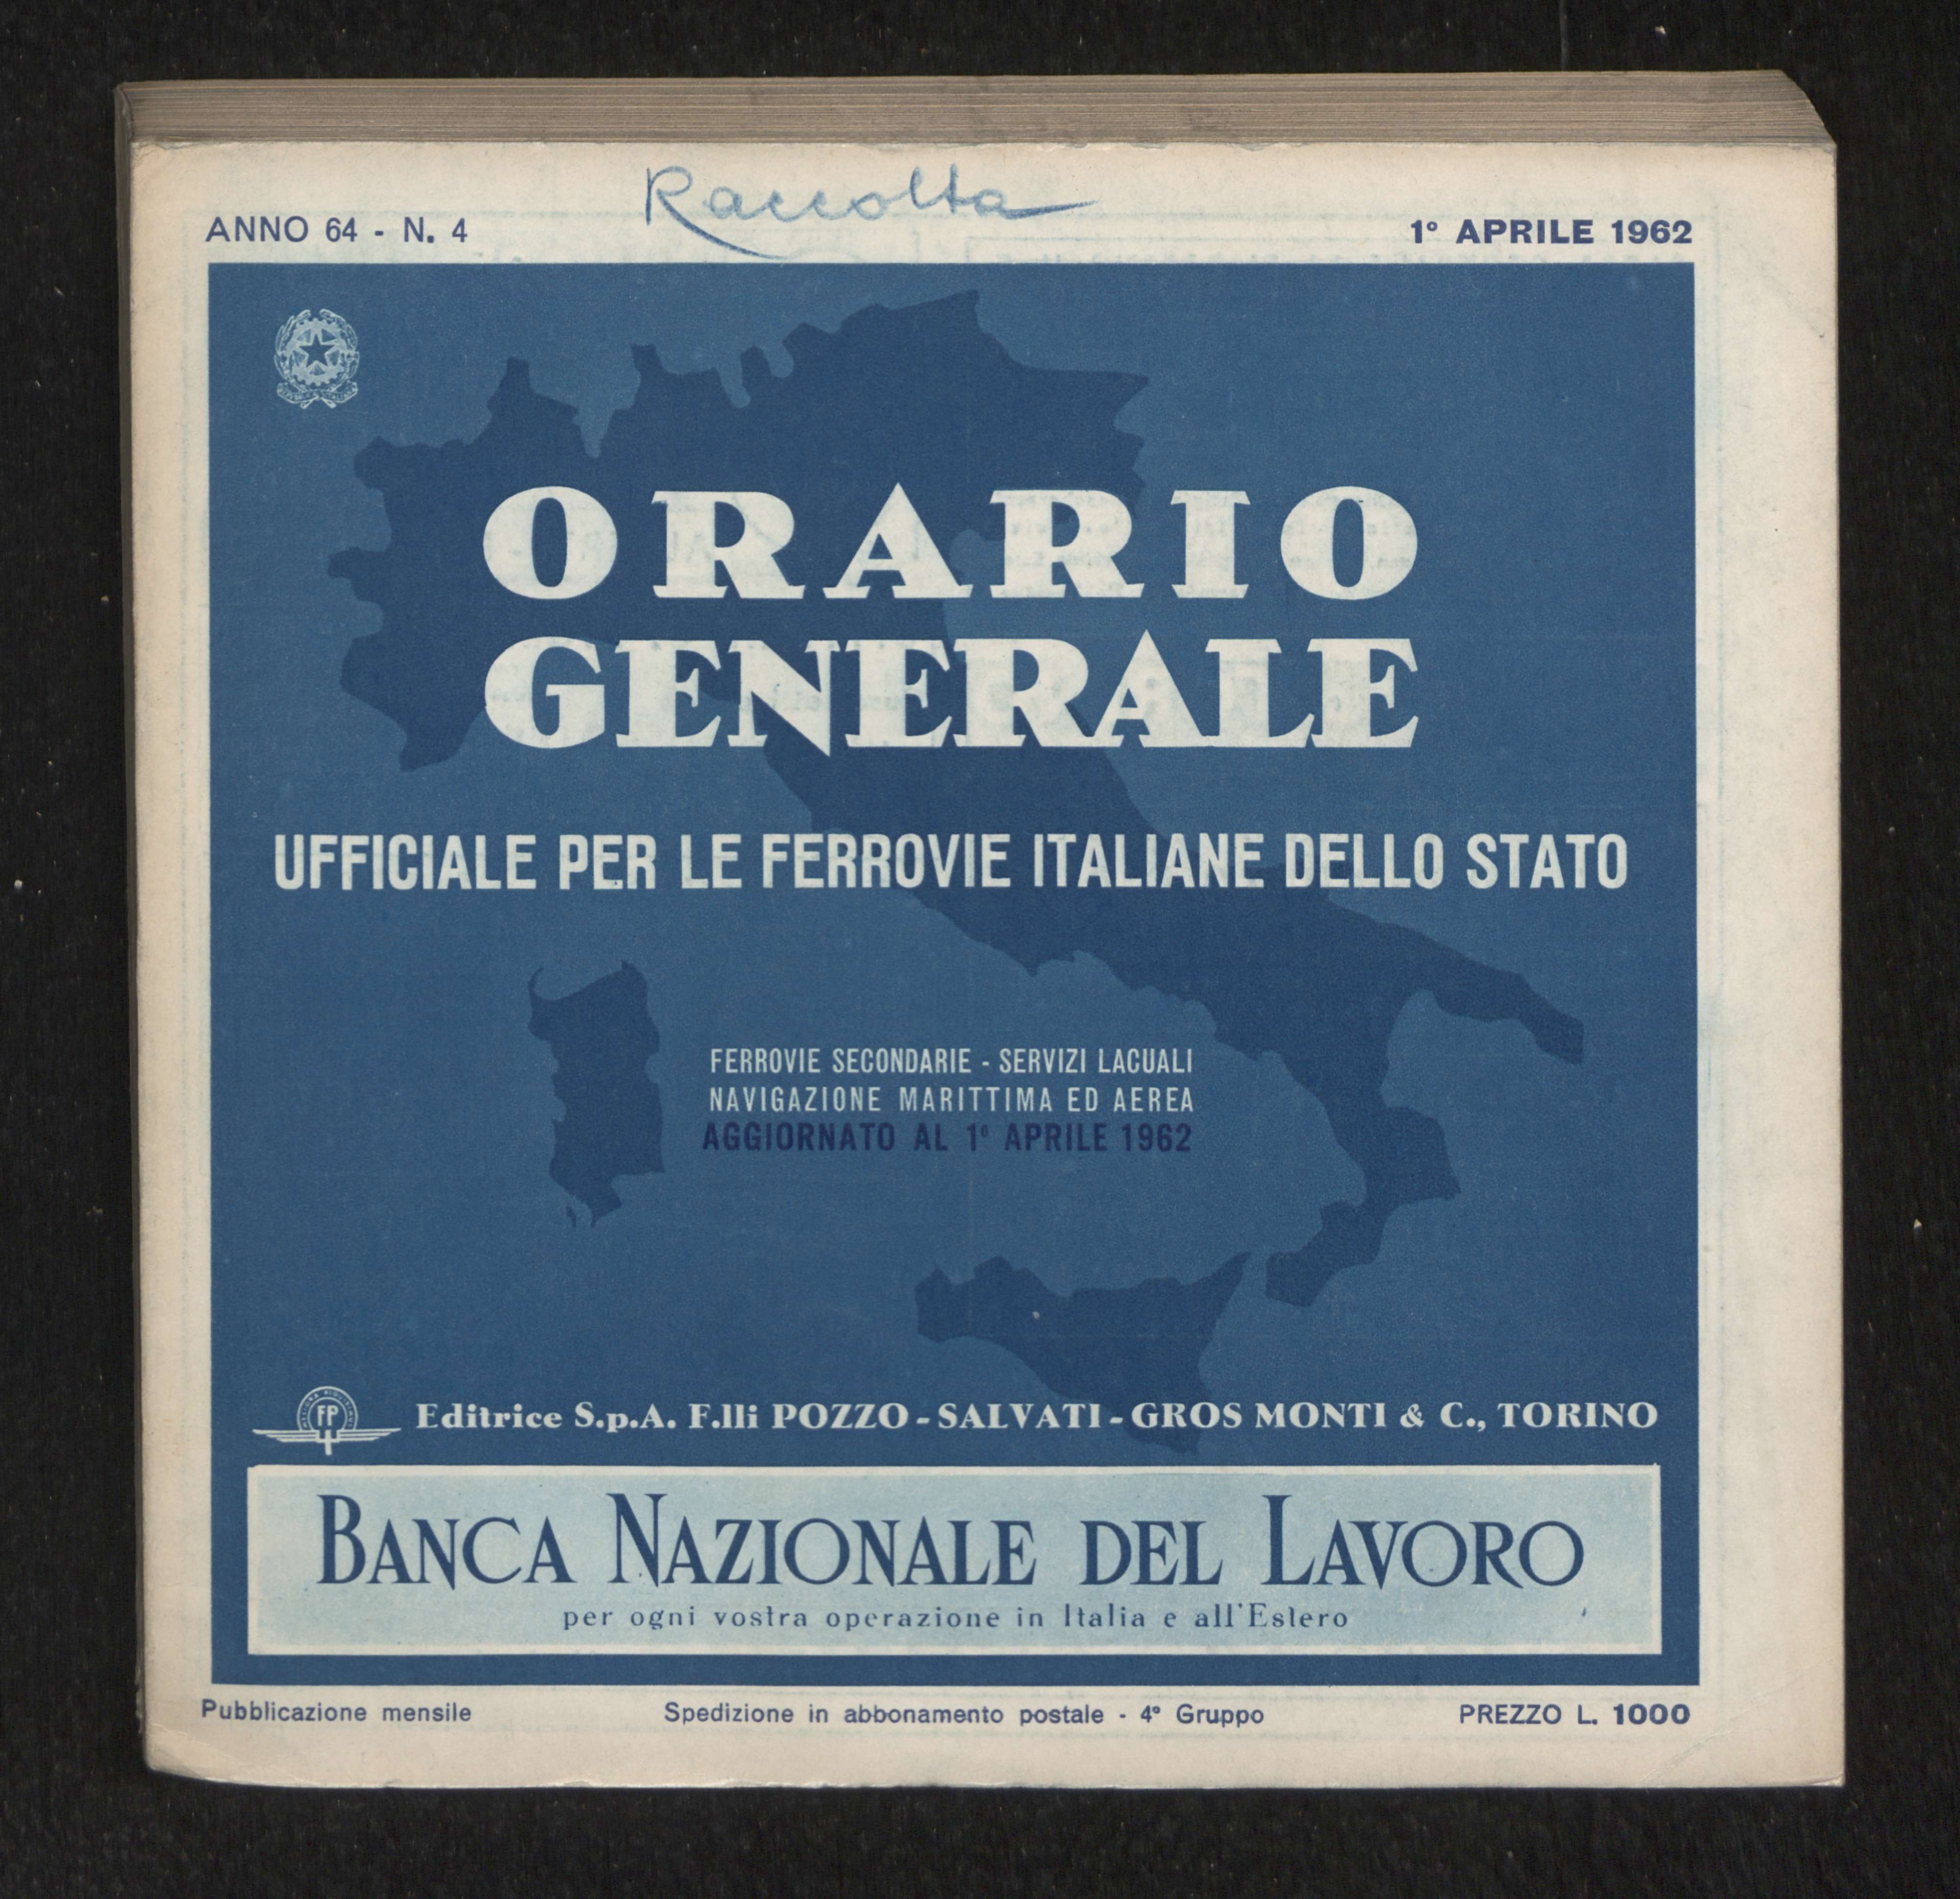 Raccolta
ANNO 64 - N. 4
1° APRILE 1962
ORARIO
GENERALE
UFFICIALE PER LE FERROVIE ITALIANE DELLO STATO
FERROVIE SECONDARIE - SERVIZI LACUALI
NAVIGAZIONE MARITTIMA ED AEREA
AGGIORNATO AL 1° APRILE 1962
FP
Editrice S.p.A. F.lli POZZO - SALVATI - GROS MONTI & C., TORINO
BANCA NAZIONALE DEL LAVORO
per ogni vostra operazione in Italia e all'Estero
Pubblicazione mensile
Spedizione in abbonamento postale - 4° Gruppo
PREZZO L. 1000